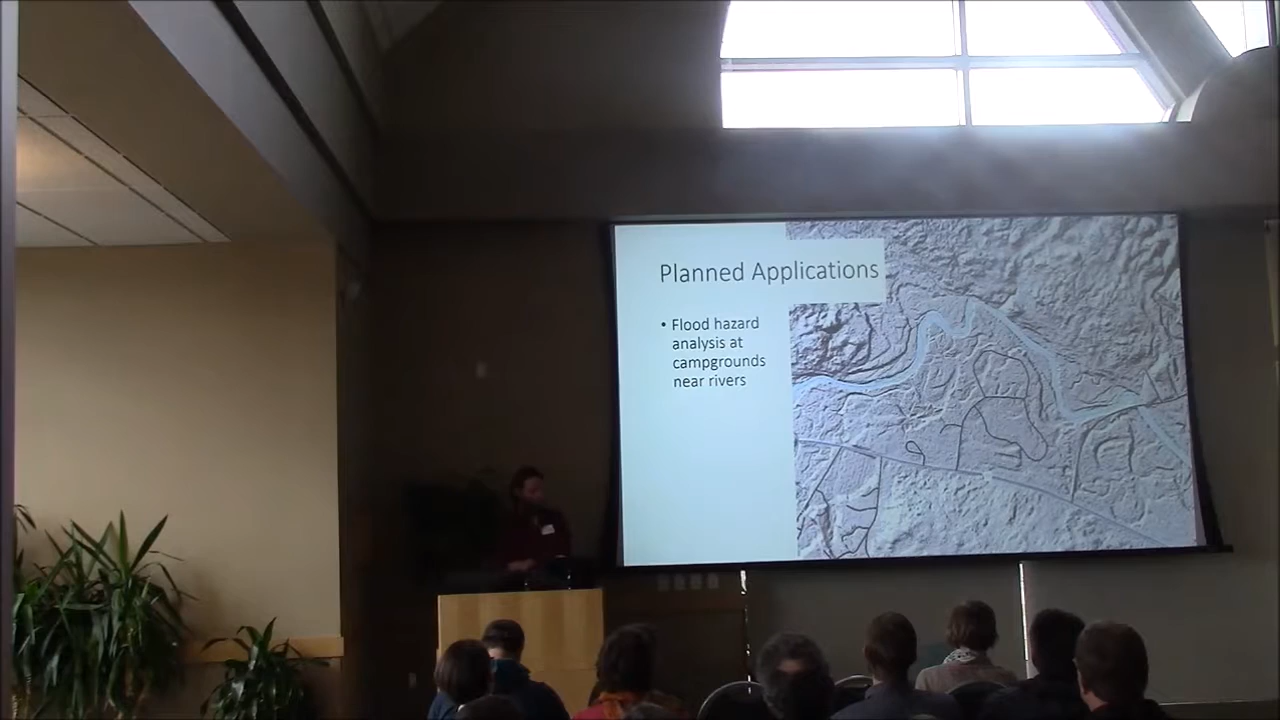 Planned Applications
• Flood hazard
analysis at
campgrounds
near rivers